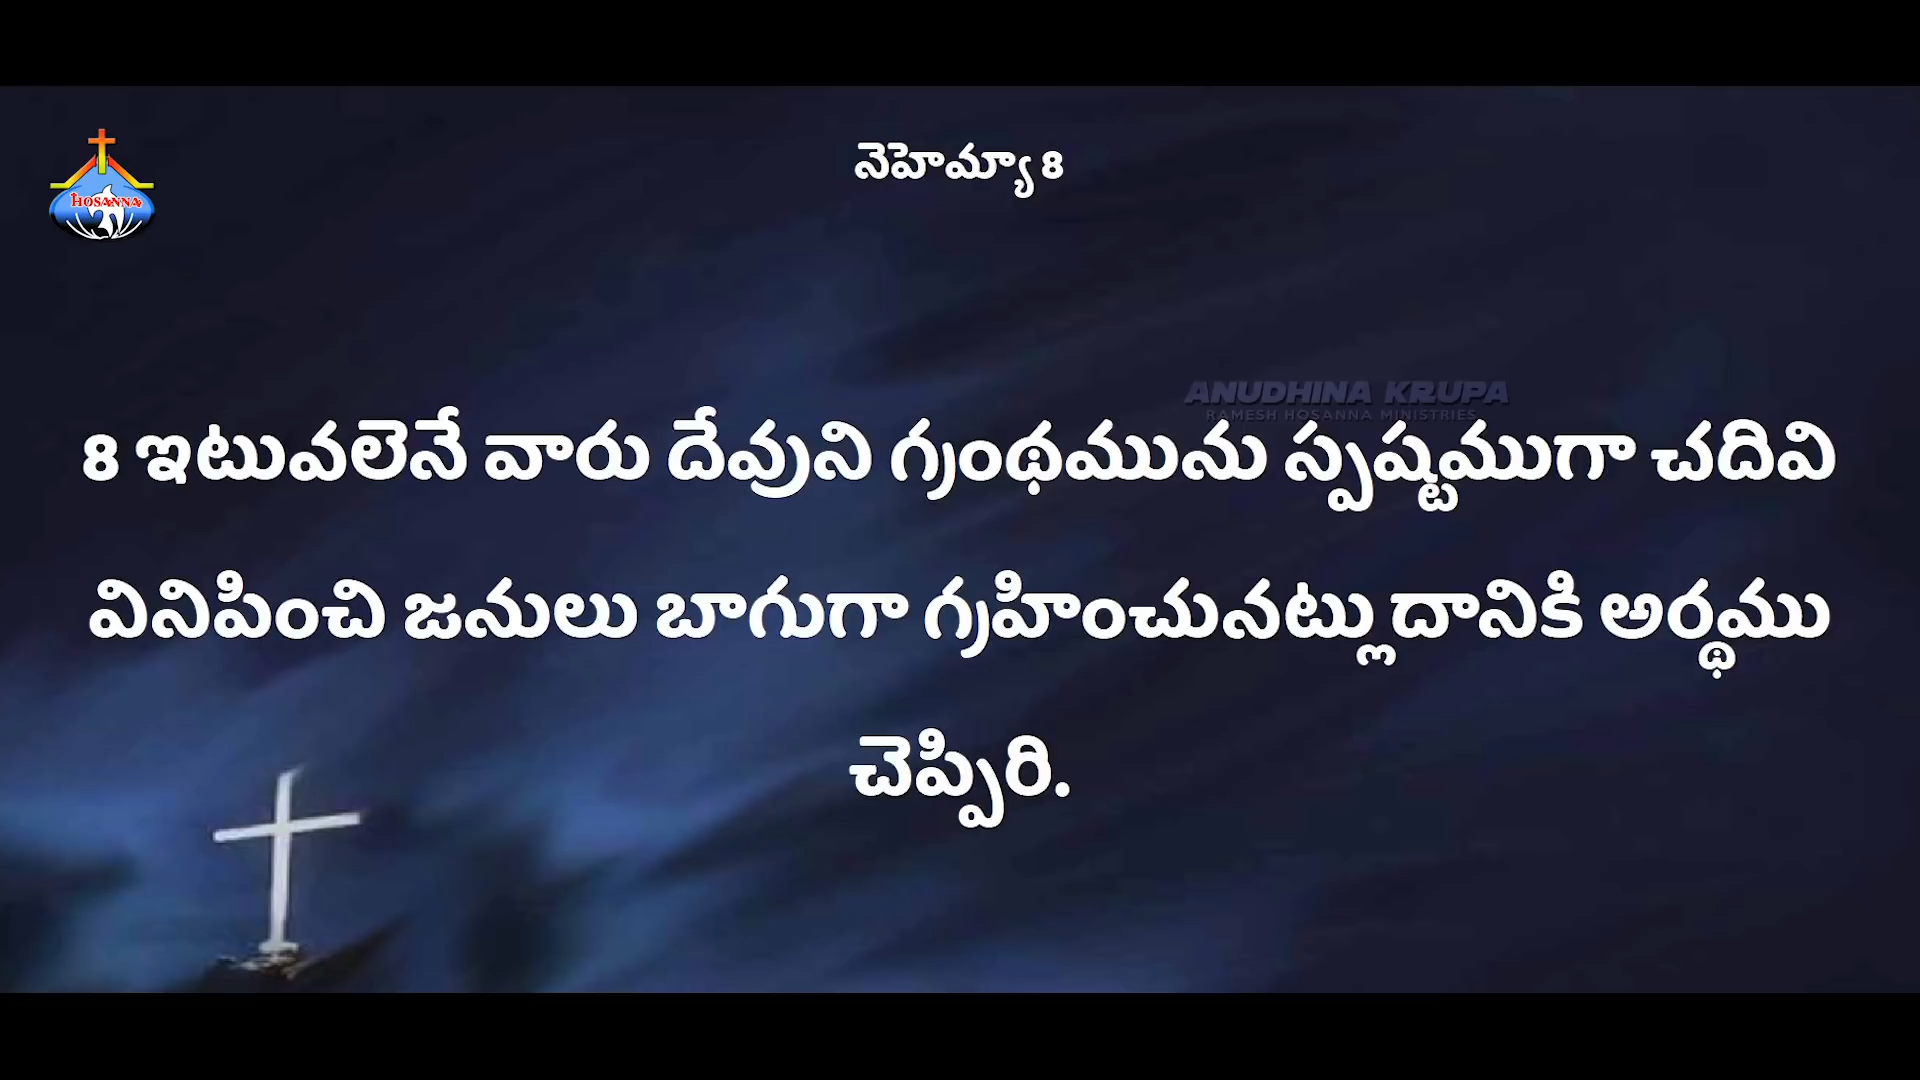 నెహెమ్యా 8
HOSANNA
ANUDHINA KRUPA
RAMESH HOSANNA MINISTRIES
8 ఇటువలెనే వారు దేవుని గ్రంథమును స్పష్టముగా చదివి
వినిపించి జనులు బాగుగా గ్రహించునట్లు దానికి అర్థము
చెప్పిరి.